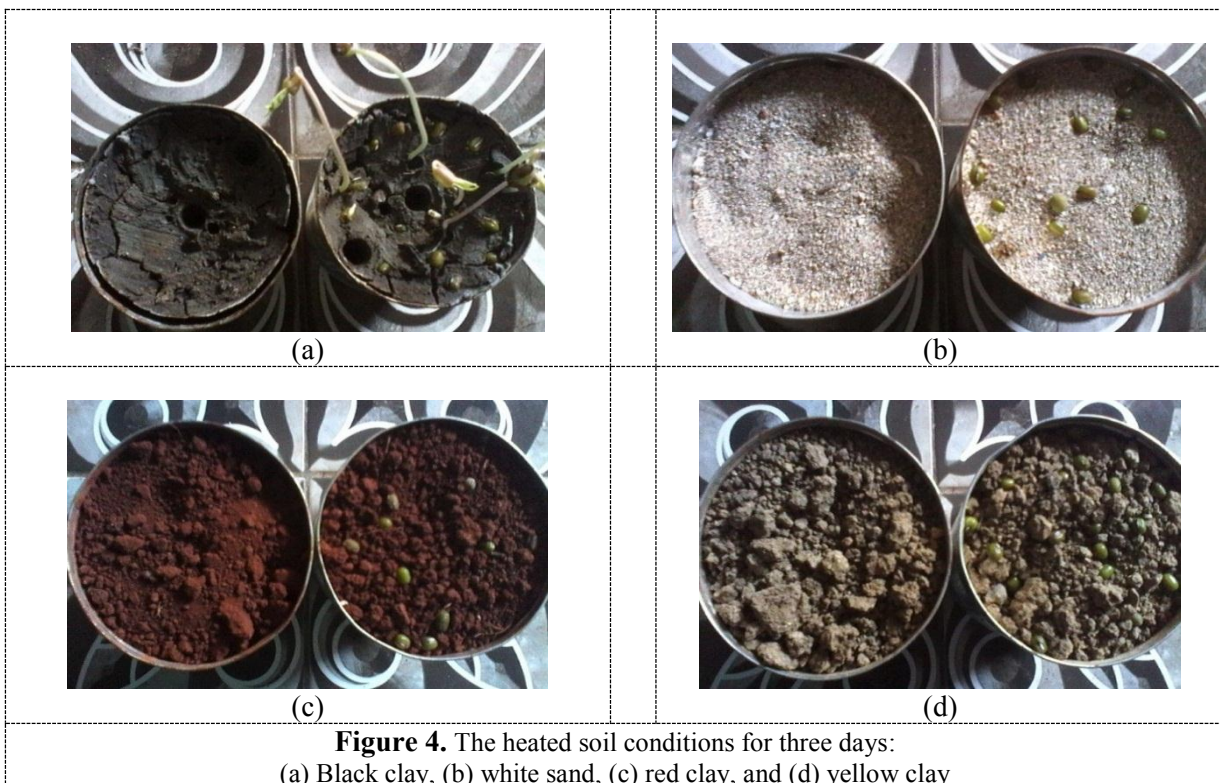 (a)
(b)
(c)
(d)
Figure 4. The heated soil conditions for three days:
(a) Black clay, (b) white sand, (c) red clay, and (d) yellow clay